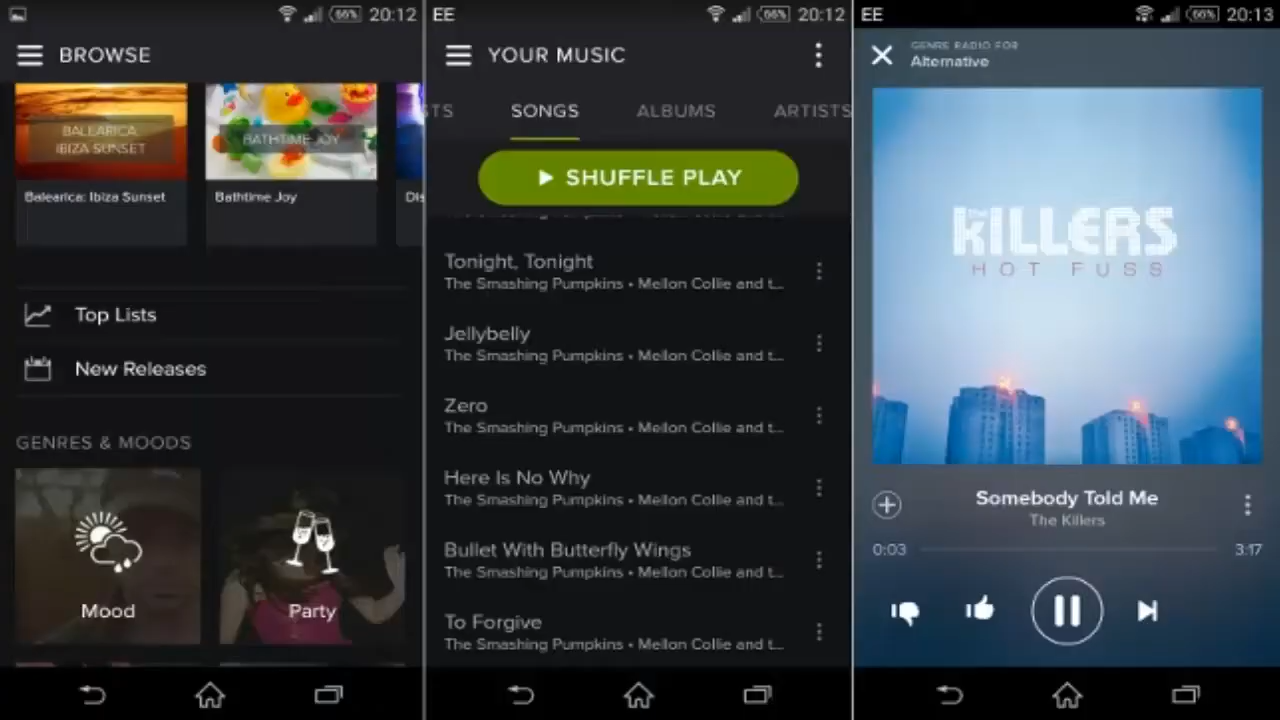 66% 20:12
BROWSE
BALEARICA
IBIZA SUNSET
BATHTIME JOY
Balearica: Ibiza Sunset
Bathtime Joy
Dis
Top Lists
New Releases
GENRES & MOODS
Mood
Party
EE 66% 20:12
YOUR MUSIC
STS SONGS ALBUMS ARTISTS
SHUFFLE PLAY
Tonight, Tonight
The Smashing Pumpkins • Mellon Collie and t...
Jellybelly
The Smashing Pumpkins • Mellon Collie and t...
Zero
The Smashing Pumpkins • Mellon Collie and t...
Here Is No Why
The Smashing Pumpkins • Mellon Collie and t...
Bullet With Butterfly Wings
The Smashing Pumpkins • Mellon Collie and t...
To Forgive
The Smashing Pumpkins • Mellon Collie and t...
EE 66% 20:13
GENRE RADIO FOR
Alternative
the
KILLERS
HOT FUSS
Somebody Told Me
The Killers
0:03 3:17